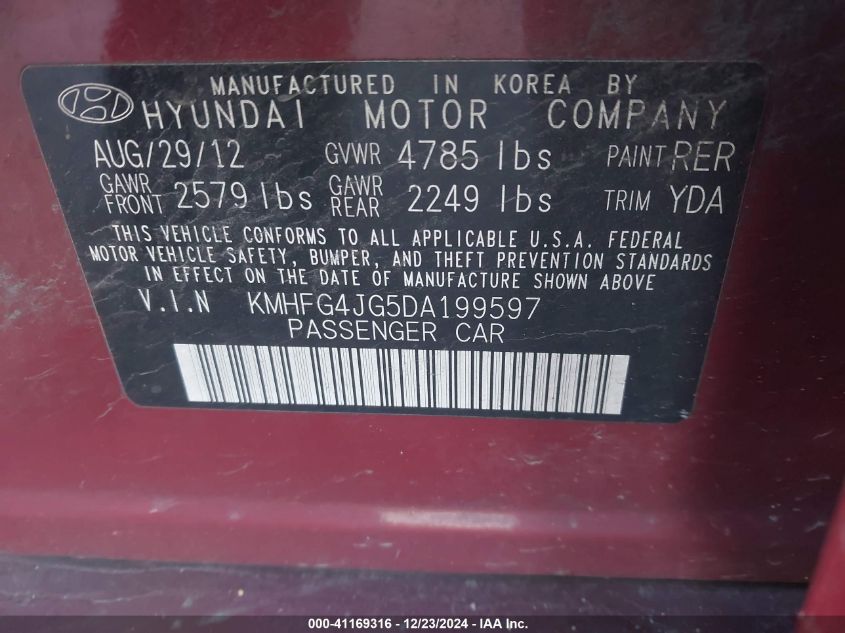 MANUFACTURED IN KOREA BY
HYUNDAI MOTOR COMPANY
AUG/29/12 GVWR 4785 lbs PAINT RER
GAWR FRONT 2579 lbs GAWR REAR 2249 lbs TRIM YDA
THIS VEHICLE CONFORMS TO ALL APPLICABLE U.S.A. FEDERAL
MOTOR VEHICLE SAFETY, BUMPER, AND THEFT PREVENTION STANDARDS
IN EFFECT ON THE DATE OF MANUFACTURE SHOWN ABOVE
V.I.N KMHFG4JG5DA199597
PASSENGER CAR
000-41169316 - 12/23/2024 - IAA Inc.